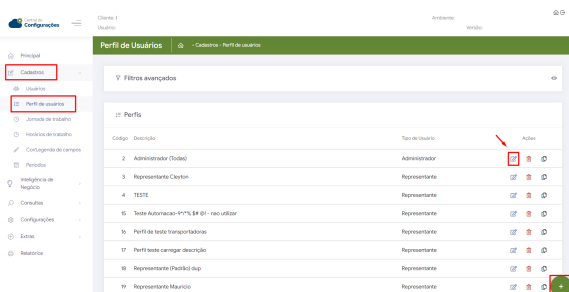 Central de
Configurações
Cliente: 1
Ambiente:
Usuário:
Versão:
Perfil de Usuários
- Cadastros - Perfil de usuários
Principal
Cadastros
Usuários
Perfil de usuários
Jornada de trabalho
Horários de trabalho
Cor/Legenda de campos
Períodos
Inteligência de
Negócio
Consultas
Configurações
Extras
Relatórios
Filtros avançados
Perfis
Código Descrição Tipo de Usuário Ações
2 Administrador (Todas) Administrador
3 Representante Cleyton Representante
4 TESTE Representante
15 Teste Automacao-9*/*% $# @! - nao utilizar Representante
16 Perfil de teste transportadoras Representante
17 Perfil teste carregar descrição Representante
18 Representante (Padrão) dup Representante
19 Representante Mauricio Representante